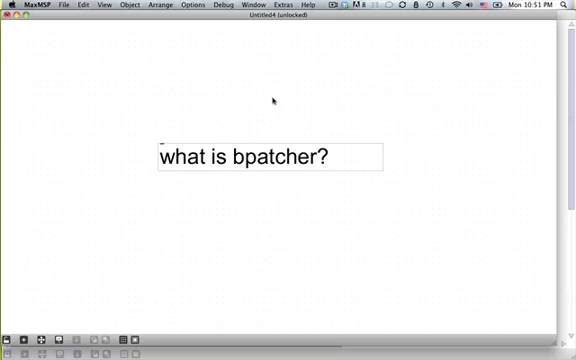 MaxMSP File Edit View Object Arrange Options Debug Window Extras Help 8 Mon 10:51 PM
Untitled4 (unlocked)
what is bpatcher?